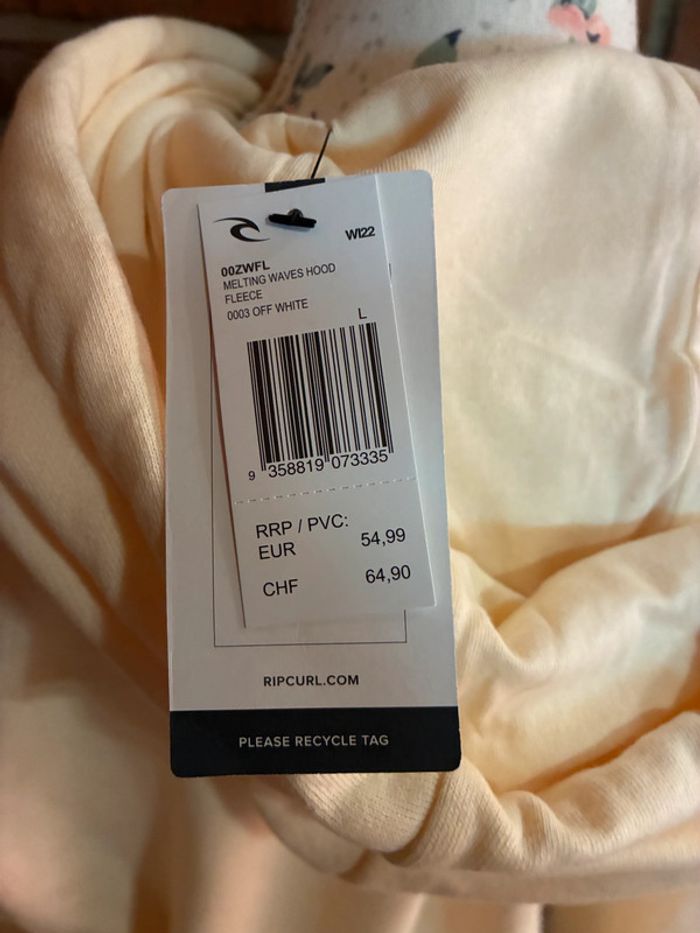 WI22
00ZWFL
MELTING WAVES HOOD
FLEECE
0003 OFF WHITE
L
9 358819 073335
RRP / PVC:
EUR 54,99
CHF 64,90
RIPCURL.COM
PLEASE RECYCLE TAG